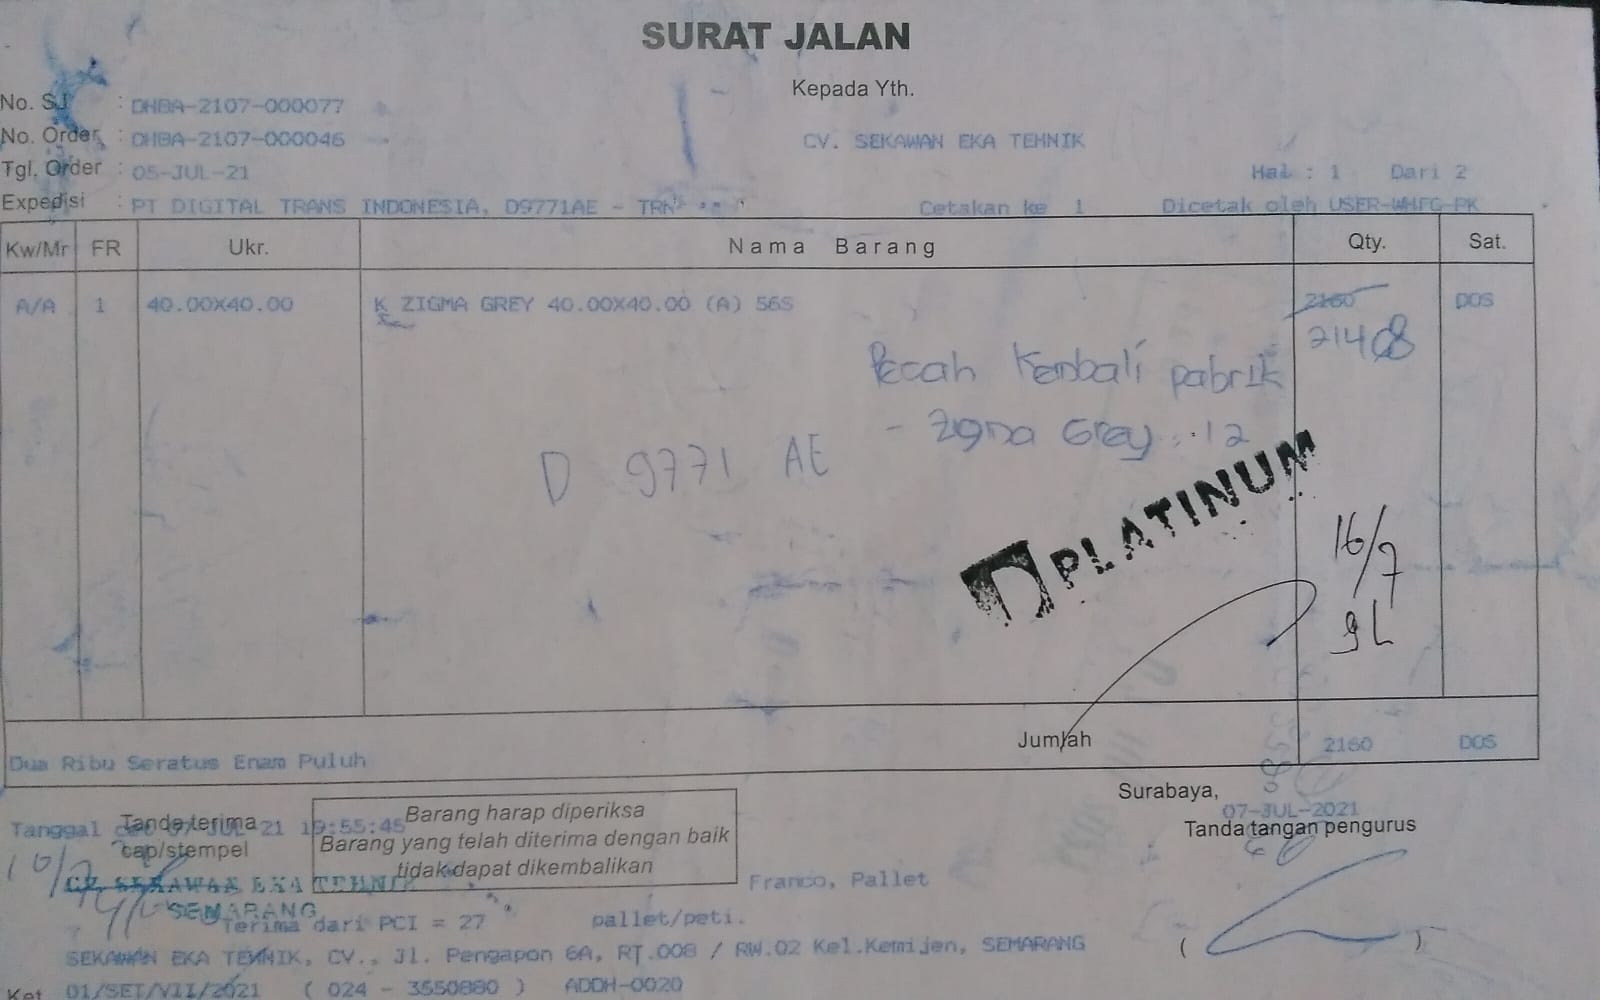 SURAT JALAN
Kepada Yth.
No. SJ : DHBA-2107-000077
No. Order : DHBA-2107-000046
CV. SEKAWAN EKA TEHNIK
Tgl. Order : 05-JUL-21
Hal : 1 Dari 2
Expedisi : PT DIGITAL TRANS INDONESIA, D9771AE - TRN
Cetakan ke 1 Dicetak oleh USER-WHFG-PK
Kw/Mr FR Ukr. Nama Barang Qty. Sat.
A/A 1 40.00X40.00 K ZIGMA GREY 40.00X40.00 (A) 56S 2160 DOS
2148
Pecah Kembali pabrik
- Zigma Grey : 12
D 9771 AE
PLATINUM
16/7
Jumlah 2160 DOS
Dua Ribu Seratus Enam Puluh
Surabaya,
07-JUL-2021
Tanda tangan pengurus
Tanggal 07-JUL-21 19:55:45
Tanda terima
cap/stempel
Barang harap diperiksa
Barang yang telah diterima dengan baik
tidak dapat dikembalikan
CV. SEKAWAN EKA TEHNIK
SEMARANG
Franco, Pallet
Terima dari PCI = 27 pallet/peti.
SEKAWAN EKA TEHNIK, CV., Jl. Pengapon 6A, RT.008 / RW.02 Kel.Kemijen, SEMARANG
( )
Ket 01/SET/VII/2021 ( 024 - 3550880 ) ADDH-0020